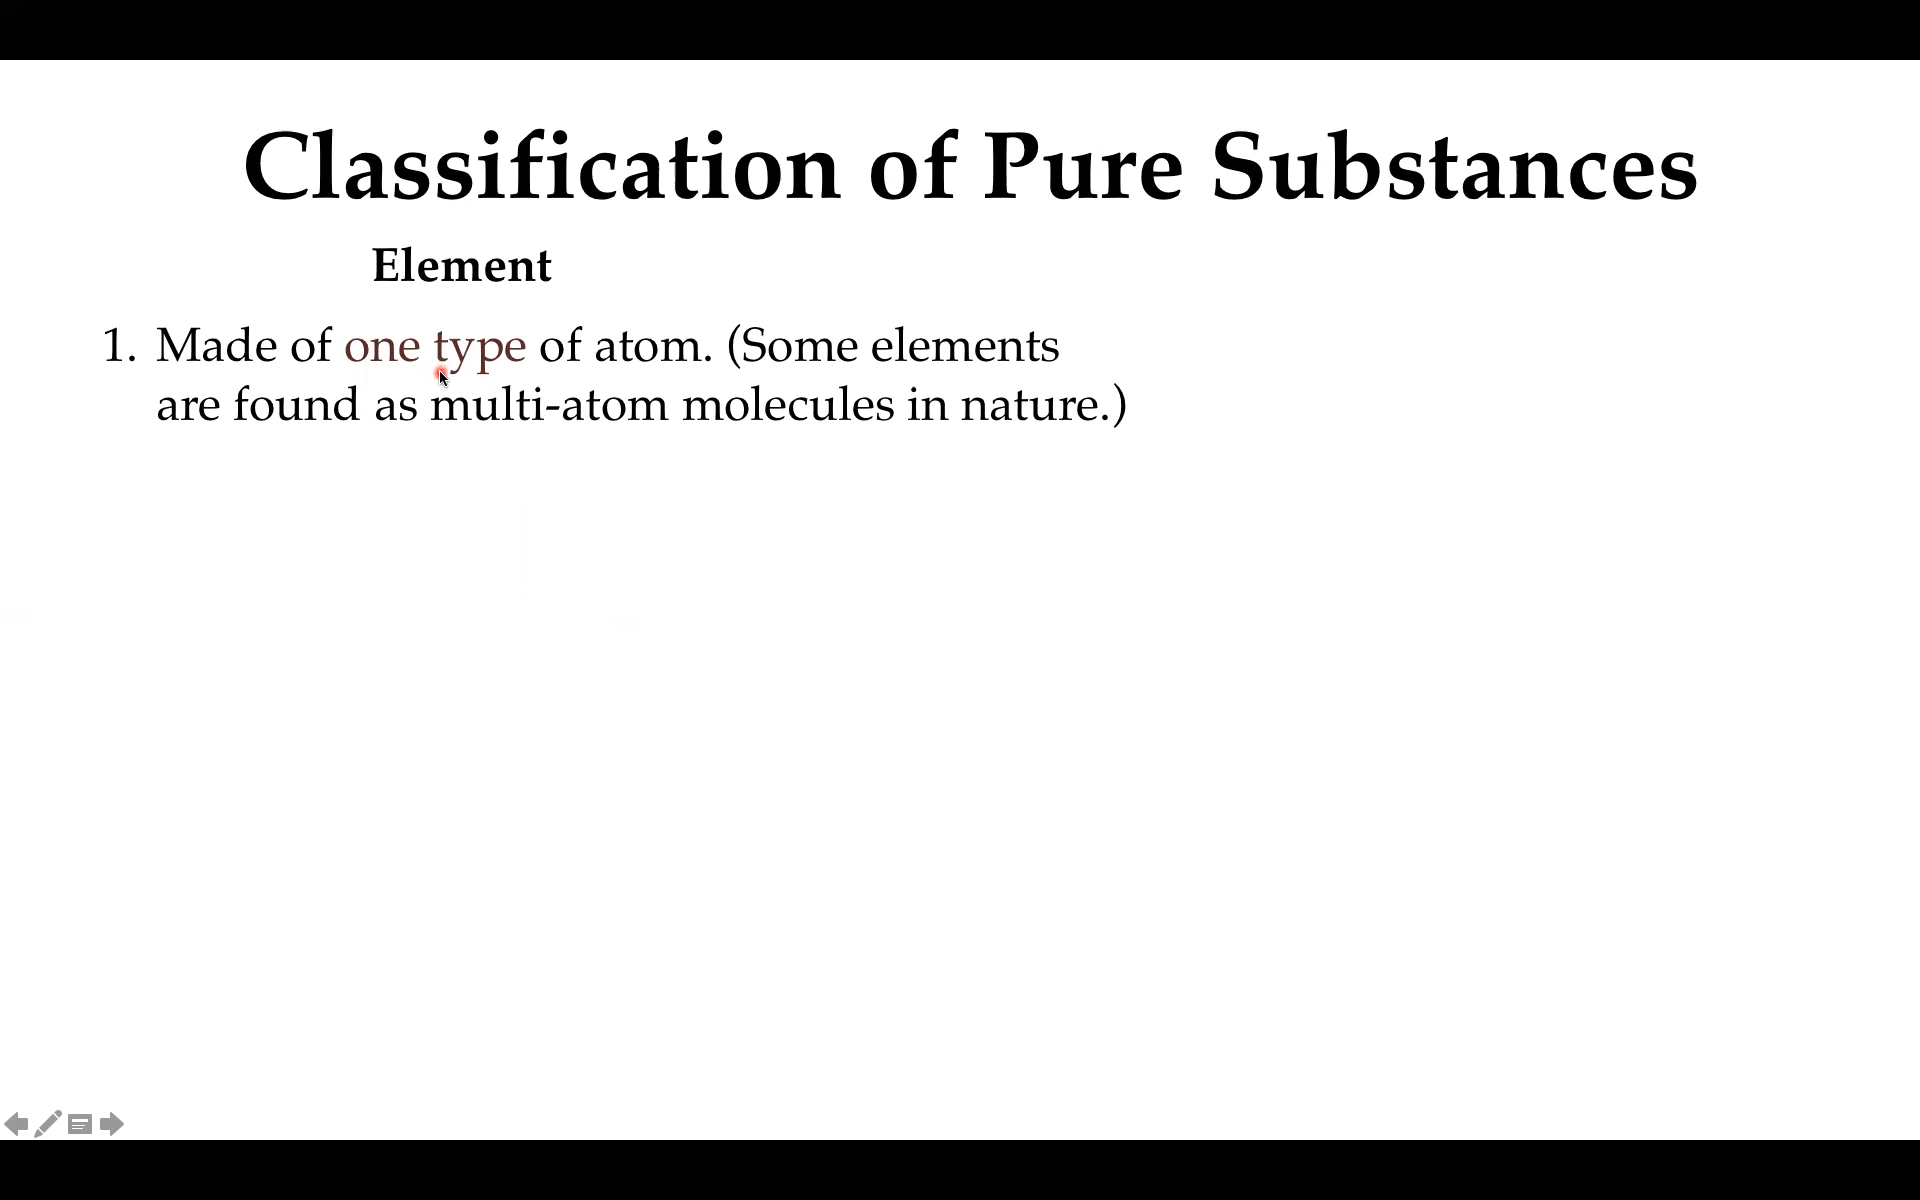 Classification of Pure Substances
Element
1. Made of one type of atom. (Some elements
are found as multi-atom molecules in nature.)